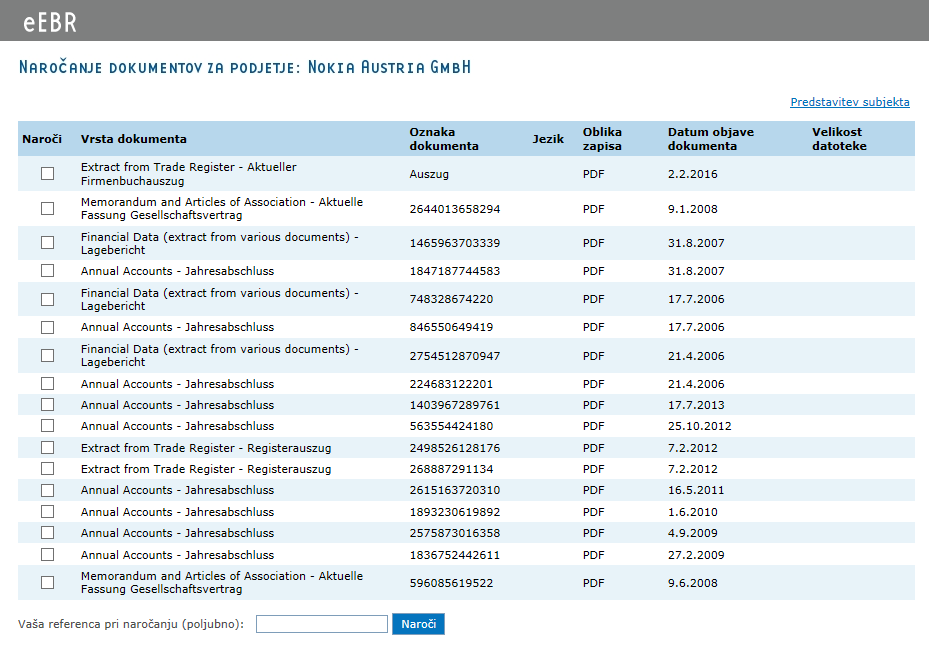 eEBR
Naročanje dokumentov za podjetje: Nokia Austria GmbH
Predstavitev subjekta
Naroči Vrsta dokumenta Oznaka dokumenta Jezik Oblika zapisa Datum objave dokumenta Velikost datoteke
Extract from Trade Register - Aktueller
Firmenbuchauszug Auszug PDF 2.2.2016
Memorandum and Articles of Association - Aktuelle
Fassung Gesellschaftsvertrag 2644013658294 PDF 9.1.2008
Financial Data (extract from various documents) -
Lagebericht 1465963703339 PDF 31.8.2007
Annual Accounts - Jahresabschluss 1847187744583 PDF 31.8.2007
Financial Data (extract from various documents) -
Lagebericht 748328674220 PDF 17.7.2006
Annual Accounts - Jahresabschluss 846550649419 PDF 17.7.2006
Financial Data (extract from various documents) -
Lagebericht 2754512870947 PDF 21.4.2006
Annual Accounts - Jahresabschluss 224683122201 PDF 21.4.2006
Annual Accounts - Jahresabschluss 1403967289761 PDF 17.7.2013
Annual Accounts - Jahresabschluss 563554424180 PDF 25.10.2012
Extract from Trade Register - Registerauszug 2498526128176 PDF 7.2.2012
Extract from Trade Register - Registerauszug 268887291134 PDF 7.2.2012
Annual Accounts - Jahresabschluss 2615163720310 PDF 16.5.2011
Annual Accounts - Jahresabschluss 1893230619892 PDF 1.6.2010
Annual Accounts - Jahresabschluss 2575873016358 PDF 4.9.2009
Annual Accounts - Jahresabschluss 1836752442611 PDF 27.2.2009
Memorandum and Articles of Association - Aktuelle
Fassung Gesellschaftsvertrag 596085619522 PDF 9.6.2008
Vaša referenca pri naročanju (poljubno): Naroči